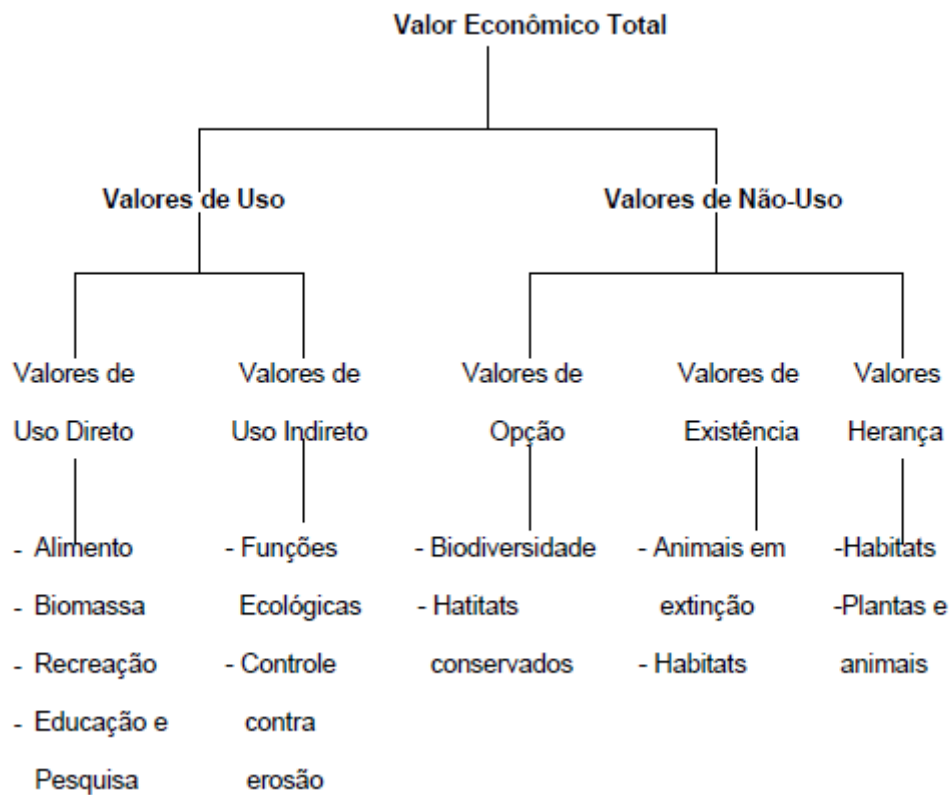 Valor Econômico Total
Valores de Uso
Valores de Não-Uso
Valores de
Uso Direto
Valores de
Uso Indireto
Valores de
Opção
Valores de
Existência
Valores
Herança
- Alimento
- Biomassa
- Recreação
- Educação e
Pesquisa
- Funções
Ecológicas
- Controle
contra
erosão
- Biodiversidade
- Hatitats
conservados
- Animais em
extinção
- Habitats
-Habitats
-Plantas e
animais